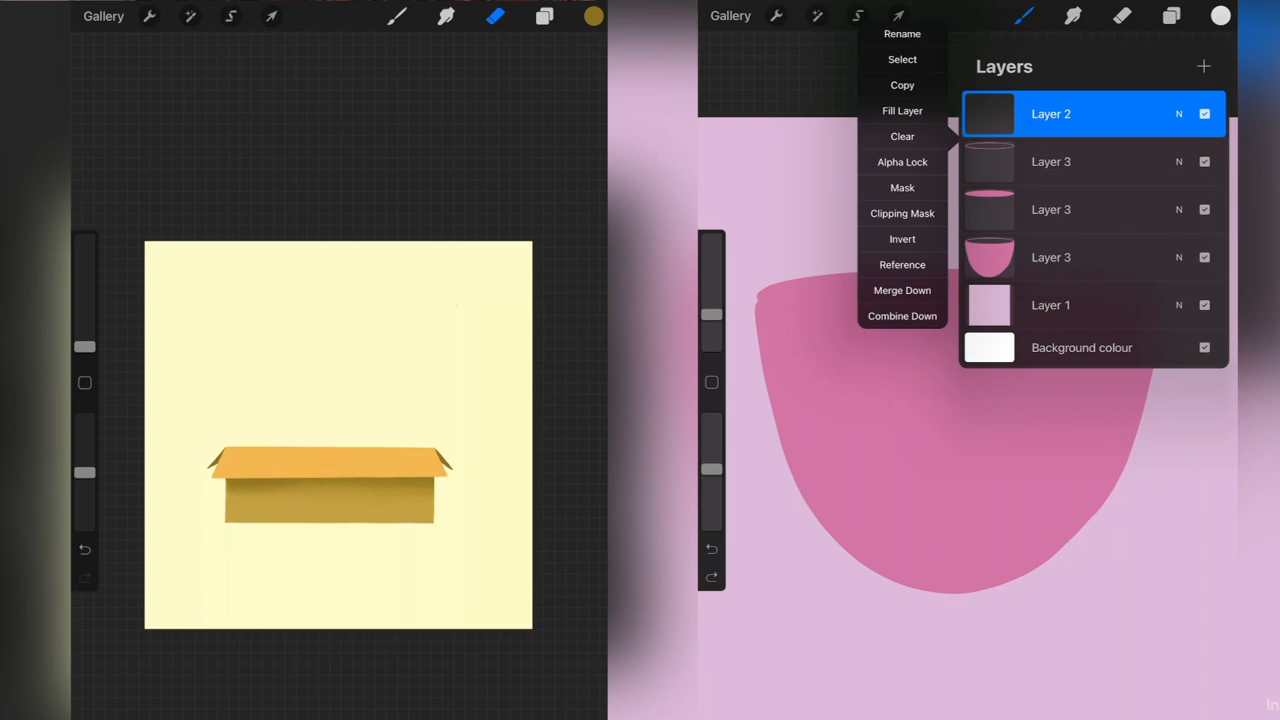 Gallery
Gallery
Rename
Select
Copy
Fill Layer
Clear
Alpha Lock
Mask
Clipping Mask
Invert
Reference
Merge Down
Combine Down
Layers
Layer 2 N
Layer 3 N
Layer 3 N
Layer 3 N
Layer 1 N
Background colour
In